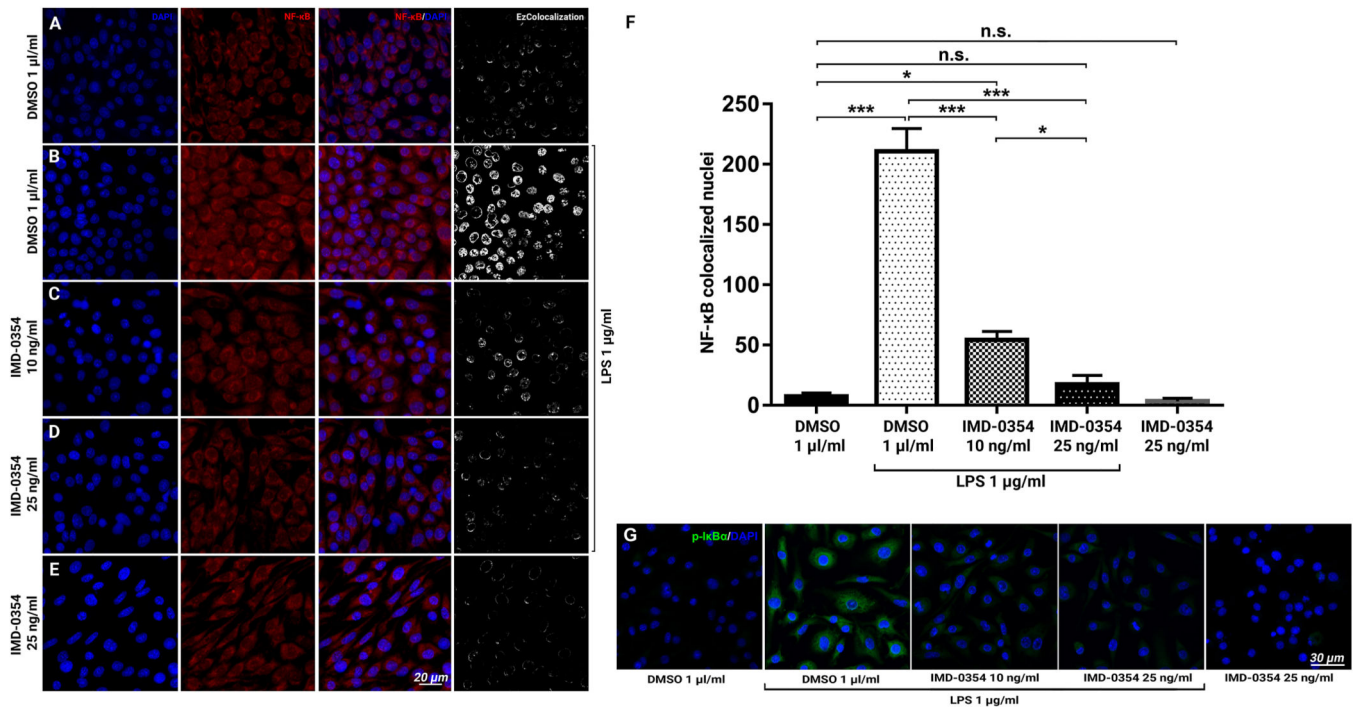 A
DAPI
NF-κB
NF-κB/DAPI
EzColocalization
DMSO 1 µl/ml
B
DMSO 1 µl/ml
C
IMD-0354
10 ng/ml
D
IMD-0354
25 ng/ml
E
IMD-0354
25 ng/ml
20 µm
LPS 1 µg/ml
F
n.s.
n.s.
*
***
***
***
*
NF-κB colocalized nuclei
250
200
150
100
50
0
DMSO
1 µl/ml
DMSO
1 µl/ml
IMD-0354
10 ng/ml
IMD-0354
25 ng/ml
IMD-0354
25 ng/ml
LPS 1 µg/ml
G
p-IκBα/DAPI
30 µm
DMSO 1 µl/ml
DMSO 1 µl/ml
IMD-0354 10 ng/ml
IMD-0354 25 ng/ml
IMD-0354 25 ng/ml
LPS 1 µg/ml